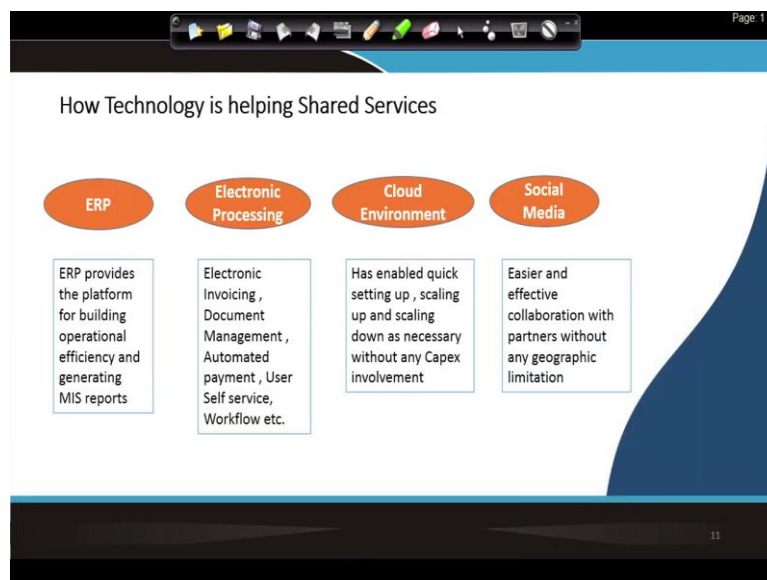 Page: 1
How Technology is helping Shared Services
ERP
Electronic
Processing
Cloud
Environment
Social
Media
ERP provides
the platform
for building
operational
efficiency and
generating
MIS reports
Electronic
Invoicing ,
Document
Management ,
Automated
payment , User
Self service,
Workflow etc.
Has enabled quick
setting up , scaling
up and scaling
down as necessary
without any Capex
involvement
Easier and
effective
collaboration with
partners without
any geographic
limitation
11